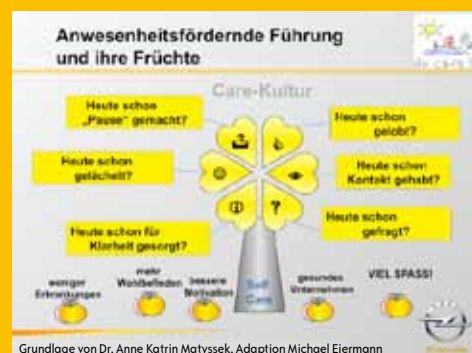 Anwesenheitsfördernde Führung
und ihre Früchte
do care!
Care-Kultur
Heute schon
„Pause“ gemacht?
Heute schon
gelobt?
Heute schon
gelächelt?
Heute schon
Kontakt gehabt?
Heute schon für
Klarheit gesorgt?
Heute schon
gefragt?
weniger
Erkrankungen
mehr
Wohlbefinden
bessere
Motivation
Self
Care
gesundes
Unternehmen
VIEL SPASS!
Grundlage von Dr. Anne Katrin Matyssek, Adaption Michael Eiermann